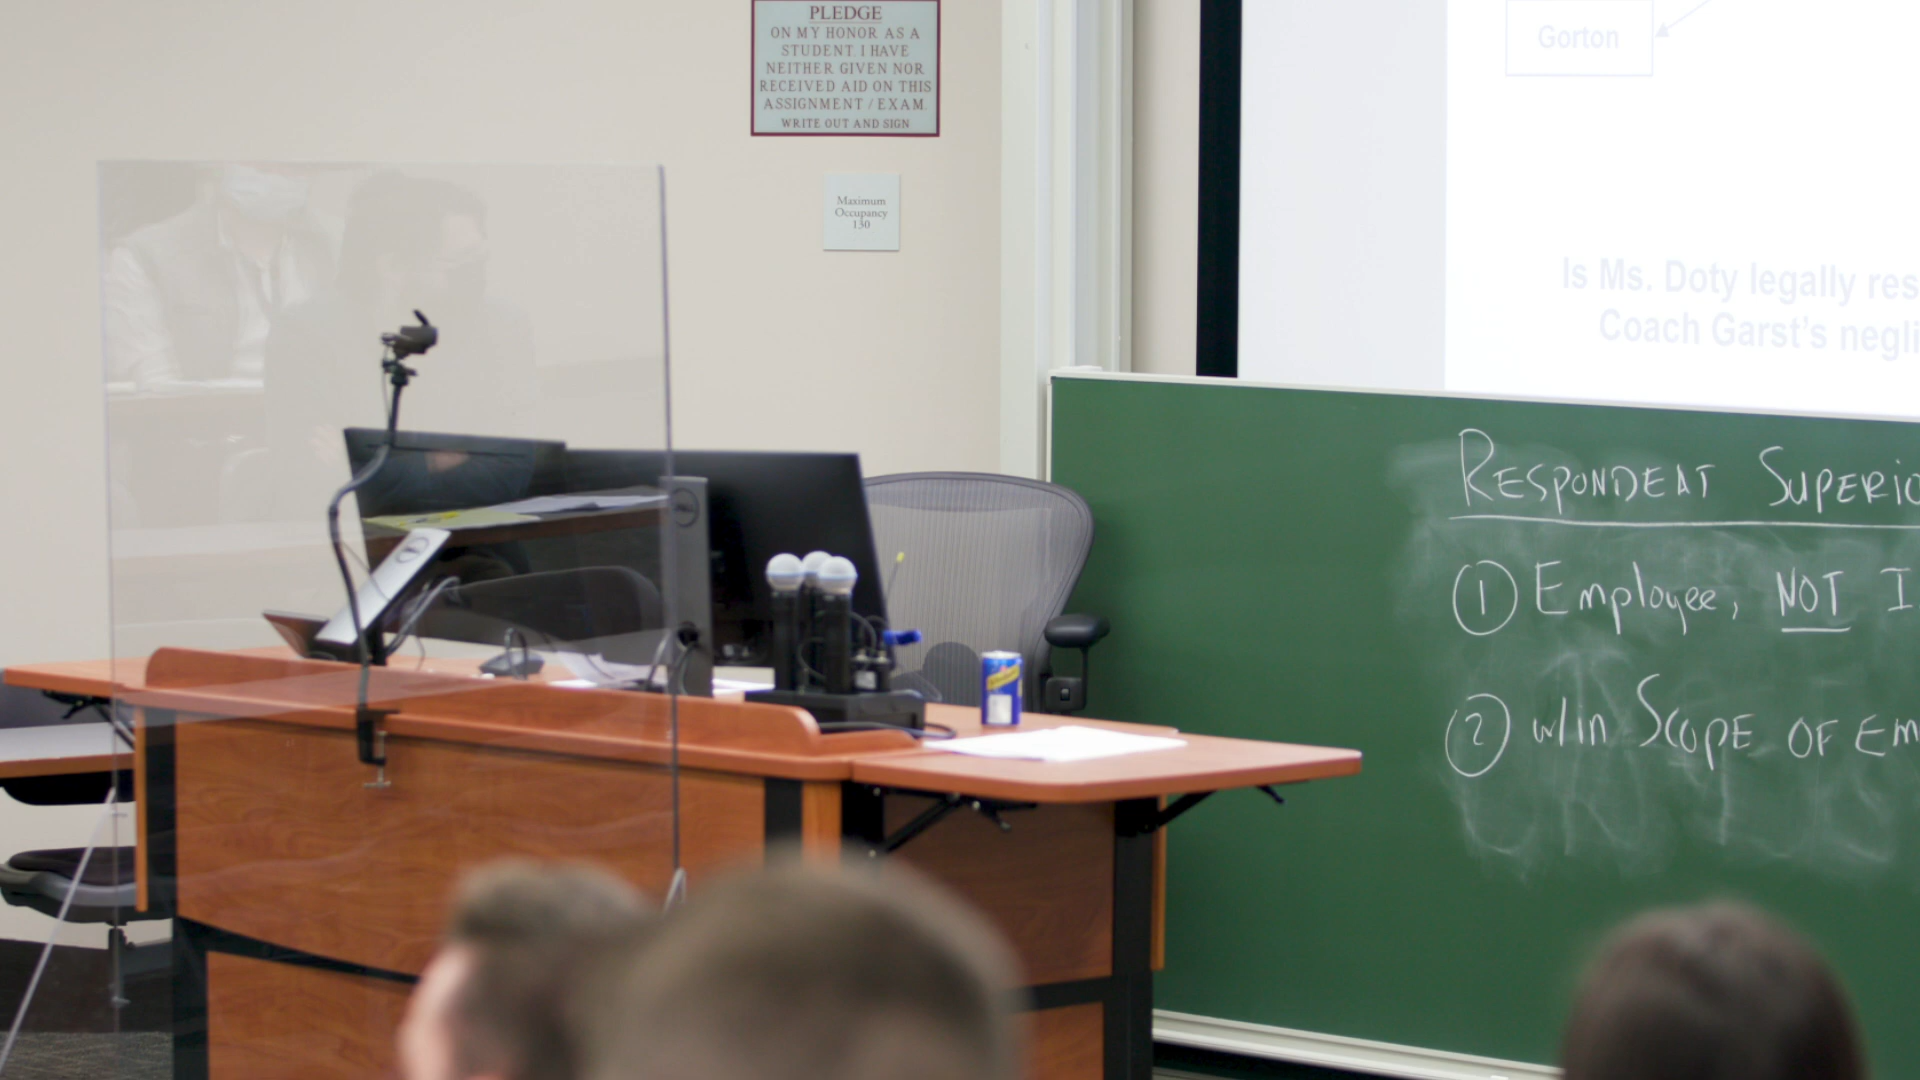 PLEDGE
ON MY HONOR AS A
STUDENT. I HAVE
NEITHER GIVEN NOR
RECEIVED AID ON THIS
ASSIGNMENT / EXAM.
WRITE OUT AND SIGN
Maximum
Occupancy
130
Gorton
Is Ms. Doty legally res
Coach Garst's negli
RESPONDENT SUPERIO
1 Employee, NOT I
2 w/in SCOPE OF Em